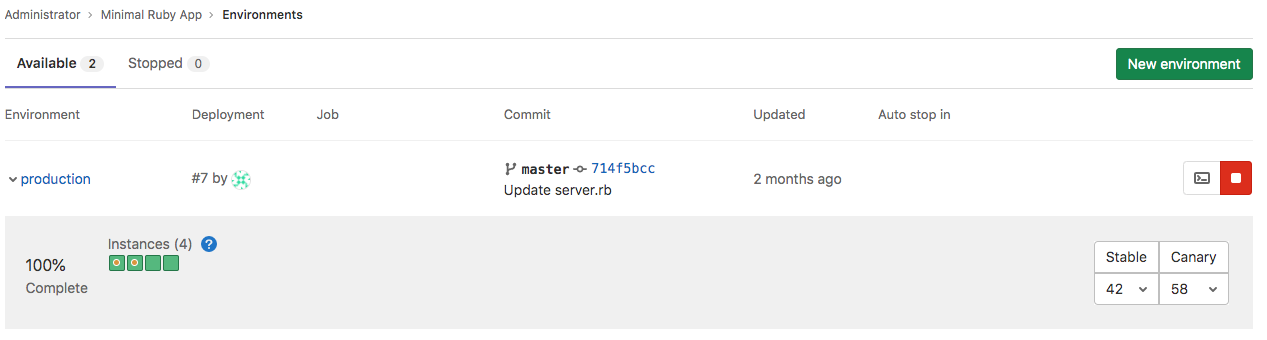 Administrator > Minimal Ruby App > Environments
Available 2 Stopped 0 New environment
Environment Deployment Job Commit Updated Auto stop in
production #7 by master 714f5bcc 2 months ago
Update server.rb
Instances (4) ?
100%
Complete
Stable Canary
42 58